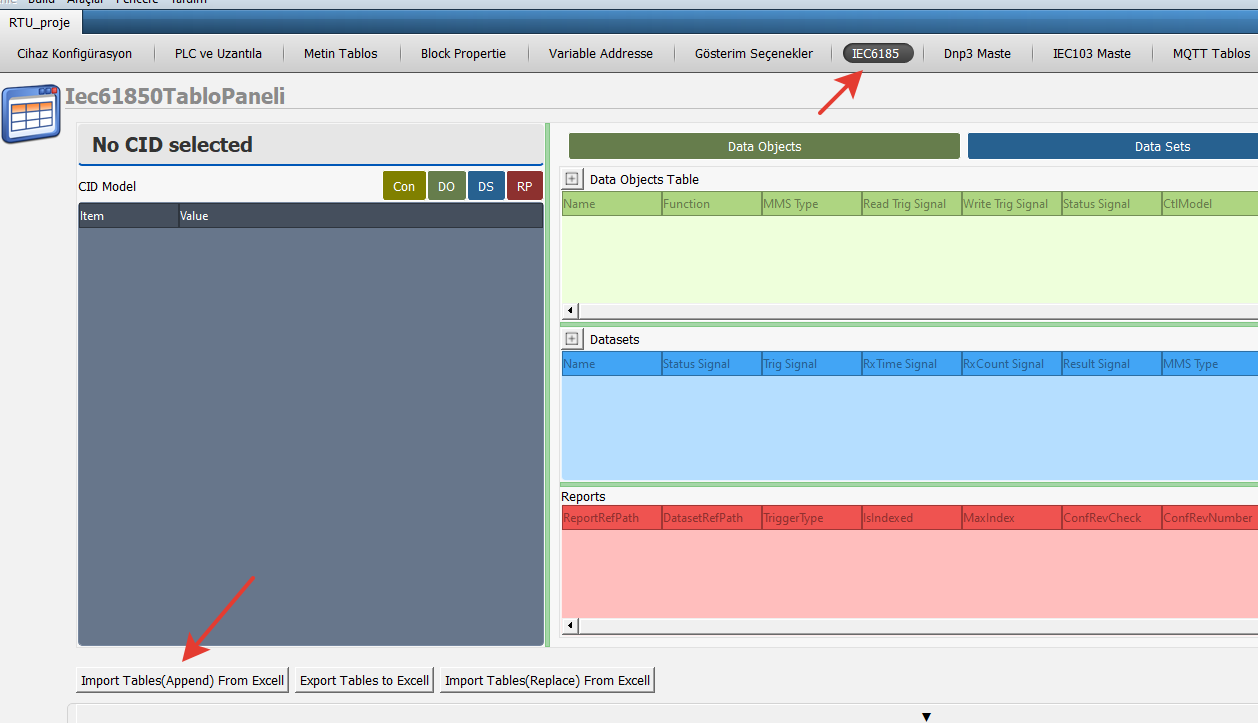 Build Araçlar Pencere Yardım
RTU_proje
Cihaz Konfigürasyon PLC ve Uzantıla Metin Tablos Block Propertie Variable Addresse Gösterim Seçenekler IEC6185 Dnp3 Maste IEC103 Maste MQTT Tablos
Iec61850TabloPaneli
No CID selected
CID Model Con DO DS RP
Item Value
Data Objects Data Sets
Data Objects Table
Name Function MMS Type Read Trig Signal Write Trig Signal Status Signal CtlModel
Datasets
Name Status Signal Trig Signal RxTime Signal RxCount Signal Result Signal MMS Type
Reports
ReportRefPath DatasetRefPath TriggerType IsIndexed MaxIndex ConfRevCheck ConfRevNumber
Import Tables(Append) From Excell Export Tables to Excell Import Tables(Replace) From Excell